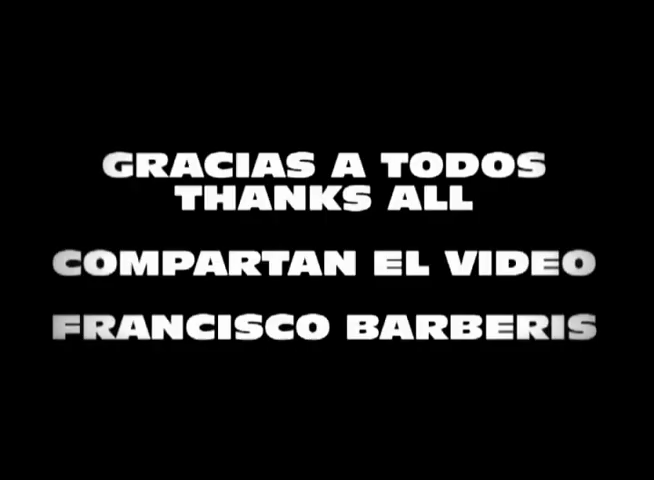 GRACIAS A TODOS
THANKS ALL
COMPARTAN EL VIDEO
FRANCISCO BARBERIS